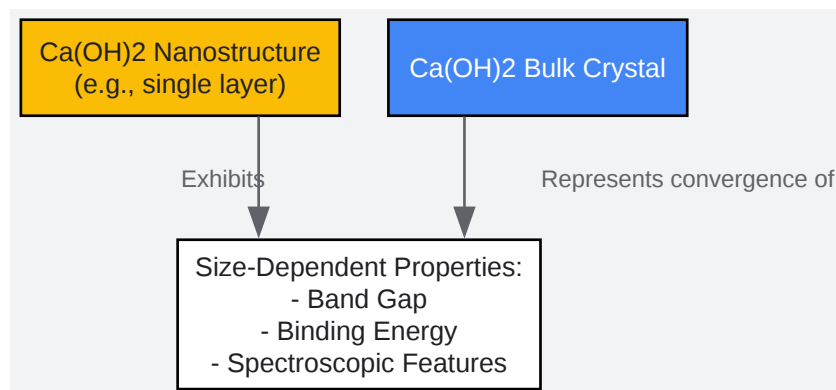 Ca(OH)2 Nanostructure
(e.g., single layer)
Ca(OH)2 Bulk Crystal
Exhibits
Represents convergence of
Size-Dependent Properties:
- Band Gap
- Binding Energy
- Spectroscopic Features